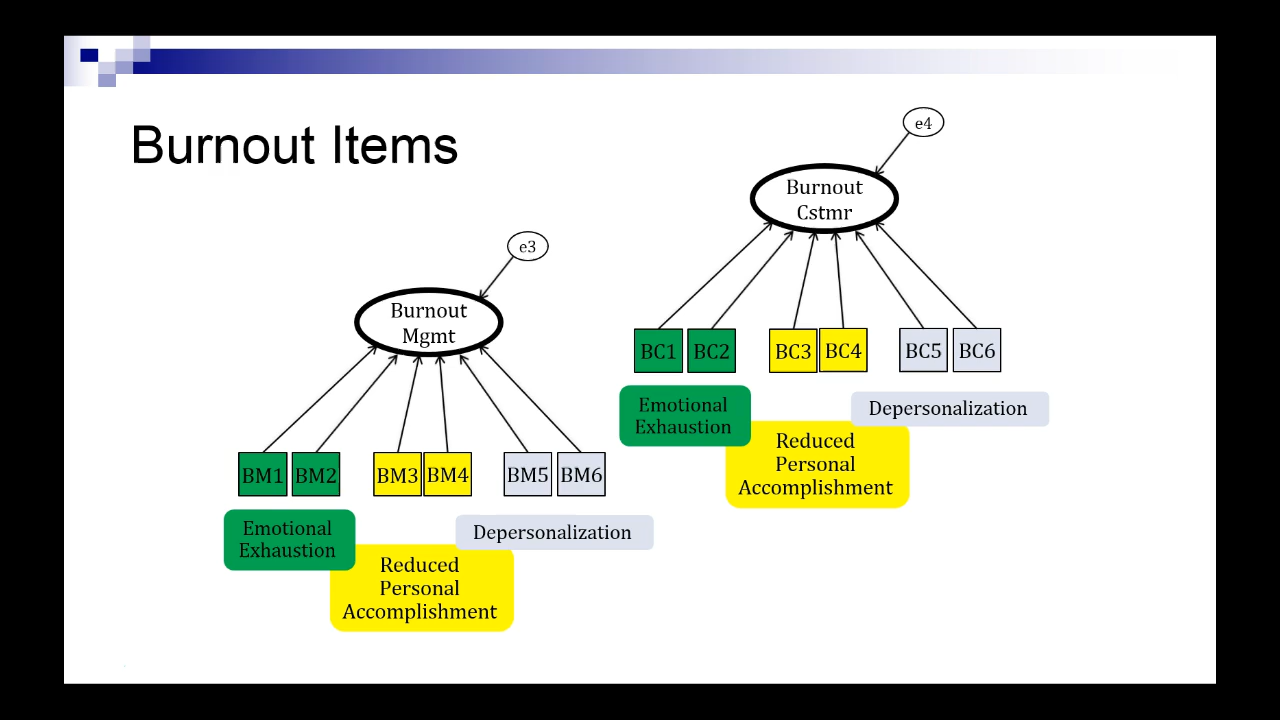 Burnout Items
e4
Burnout
Cstmr
BC1 BC2 BC3 BC4 BC5 BC6
Emotional
Exhaustion
Depersonalization
Reduced
Personal
Accomplishment
e3
Burnout
Mgmt
BM1 BM2 BM3 BM4 BM5 BM6
Emotional
Exhaustion
Depersonalization
Reduced
Personal
Accomplishment